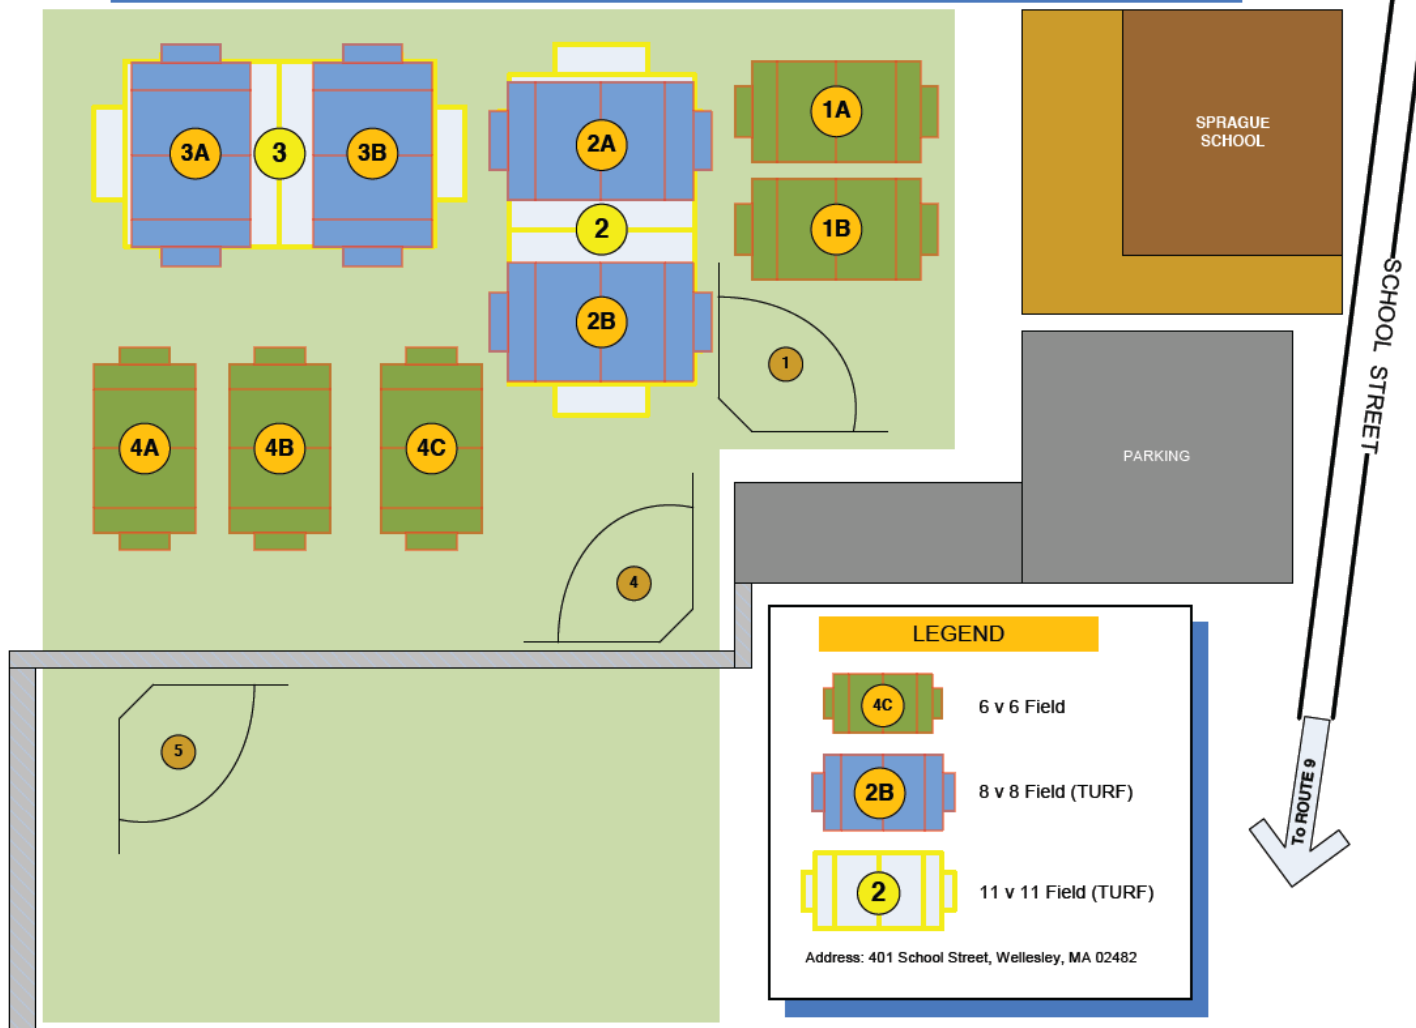 3A
3
3B
2A
1A
SPRAGUE
SCHOOL
2
1B
2B
1
SCHOOL STREET
4A
4B
4C
PARKING
4
5
LEGEND
4C
6 v 6 Field
2B
8 v 8 Field (TURF)
2
11 v 11 Field (TURF)
Address: 401 School Street, Wellesley, MA 02482
To ROUTE 9